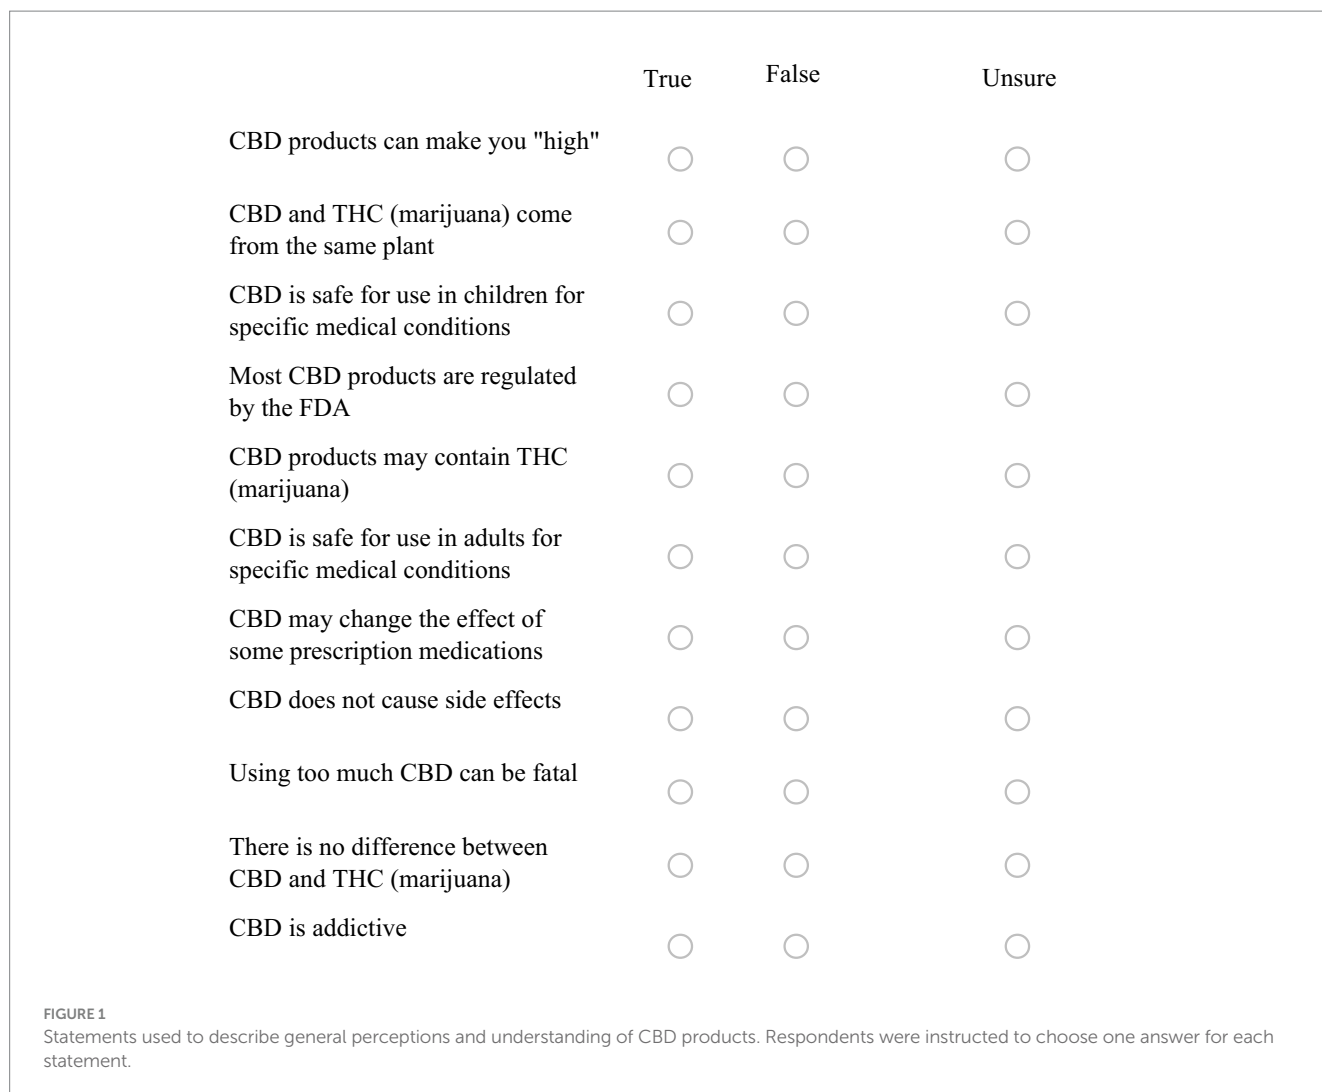 True False Unsure
CBD products can make you "high"
CBD and THC (marijuana) come
from the same plant
CBD is safe for use in children for
specific medical conditions
Most CBD products are regulated
by the FDA
CBD products may contain THC
(marijuana)
CBD is safe for use in adults for
specific medical conditions
CBD may change the effect of
some prescription medications
CBD does not cause side effects
Using too much CBD can be fatal
There is no difference between
CBD and THC (marijuana)
CBD is addictive
FIGURE 1
Statements used to describe general perceptions and understanding of CBD products. Respondents were instructed to choose one answer for each
statement.